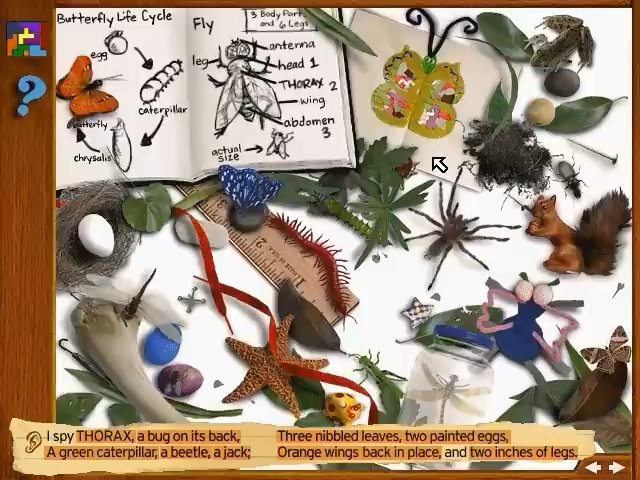 Butterfly Life Cycle
egg
caterpillar
butterfly
chrysalis
Fly
3 Body Parts
and 6 Legs
antenna
leg
head 1
THORAX 2
wing
abdomen
3
actual
size
2
3
I spy THORAX, a bug on its back,
A green caterpillar, a beetle, a jack;
Three nibbled leaves, two painted eggs,
Orange wings back in place, and two inches of legs.